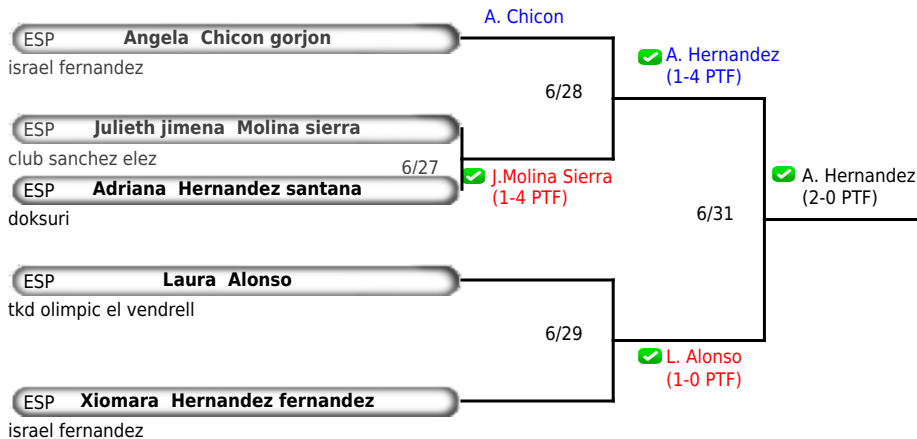 A. Chicon
ESP Angela Chicon gorjon
israel fernandez
A. Hernandez
(1-4 PTF)
6/28
ESP Julieth jimena Molina sierra
club sanchez elez
6/27
J.Molina Sierra
(1-4 PTF)
ESP Adriana Hernandez santana
doksuri
A. Hernandez
(2-0 PTF)
6/31
ESP Laura Alonso
tkd olimpic el vendrell
6/29
L. Alonso
(1-0 PTF)
ESP Xiomara Hernandez fernandez
israel fernandez